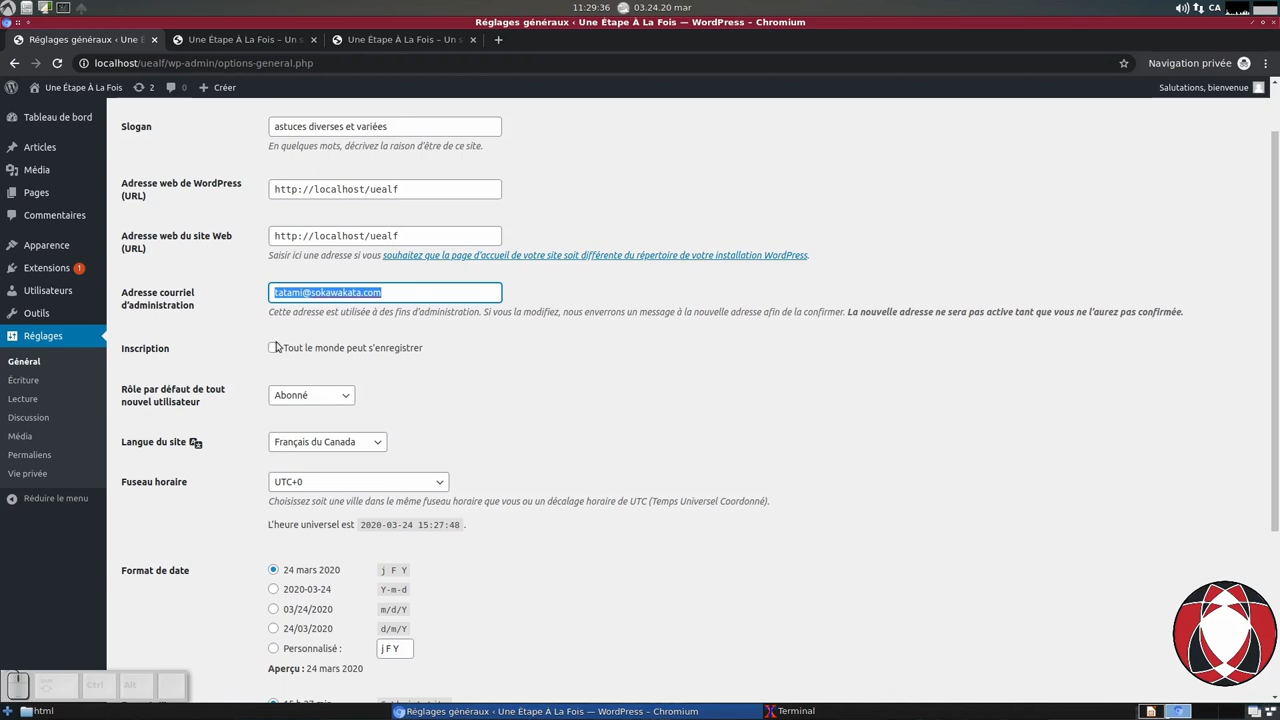 11:29:36
03.24.20 mar
CA
Réglages généraux ‹ Une Étape À La Fois — WordPress – Chromium
Réglages généraux ‹ Une É
Une Étape À La Fois – Un s
Une Étape À La Fois – Un s
localhost/uealf/wp-admin/options-general.php
Navigation privée
Une Étape À La Fois
2
0
Créer
Salutations, bienvenue
Tableau de bord
Articles
Média
Pages
Commentaires
Apparence
Extensions 1
Utilisateurs
Outils
Réglages
Général
Écriture
Lecture
Discussion
Média
Permaliens
Vie privée
Réduire le menu
Slogan
astuces diverses et variées
En quelques mots, décrivez la raison d'être de ce site.
Adresse web de WordPress
(URL)
http://localhost/uealf
Adresse web du site Web
(URL)
http://localhost/uealf
Saisir ici une adresse si vous souhaitez que la page d'accueil de votre site soit différente du répertoire de votre installation WordPress.
Adresse courriel
d'administration
tatami@sokawakata.com
Cette adresse est utilisée à des fins d'administration. Si vous la modifiez, nous enverrons un message à la nouvelle adresse afin de la confirmer. La nouvelle adresse ne sera pas active tant que vous ne l'aurez pas confirmée.
Inscription
Tout le monde peut s'enregistrer
Rôle par défaut de tout
nouvel utilisateur
Abonné
Langue du site
Français du Canada
Fuseau horaire
UTC+0
Choisissez soit une ville dans le même fuseau horaire que vous ou un décalage horaire de UTC (Temps Universel Coordonné).
L'heure universel est 2020-03-24 15:27:48 .
Format de date
24 mars 2020 j F Y
2020-03-24 Y-m-d
03/24/2020 m/d/Y
24/03/2020 d/m/Y
Personnalisé : j F Y
Aperçu : 24 mars 2020
Ctrl
Alt
html
Réglages généraux ‹ Une Étape À La Fois — WordPress – Chromium
Terminal